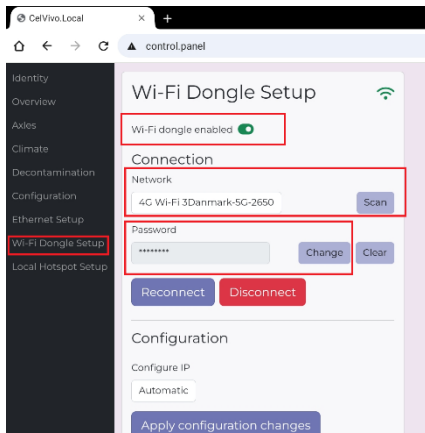 CelVivo.Local
control.panel
Identity
Overview
Axles
Climate
Decontamination
Configuration
Ethernet Setup
Wi-Fi Dongle Setup
Local Hotspot Setup
Wi-Fi Dongle Setup
Wi-Fi dongle enabled
Connection
Network
4G Wi-Fi 3Danmark-5G-2650 Scan
Password
******** Change Clear
Reconnect Disconnect
Configuration
Configure IP
Automatic
Apply configuration changes